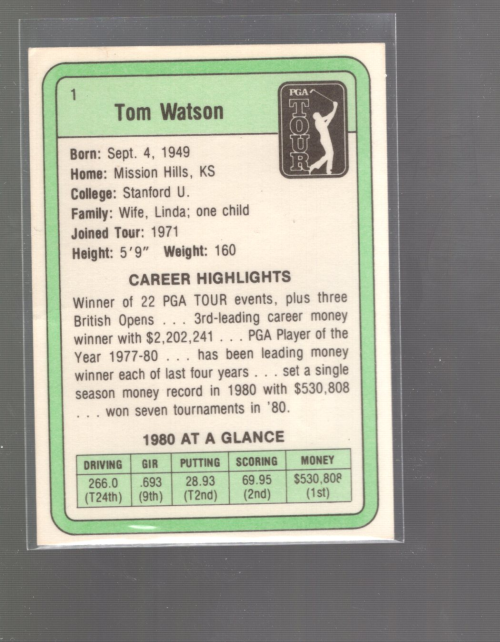 1
Tom Watson
PGA
TOUR
Born: Sept. 4, 1949
Home: Mission Hills, KS
College: Stanford U.
Family: Wife, Linda; one child
Joined Tour: 1971
Height: 5'9" Weight: 160
CAREER HIGHLIGHTS
Winner of 22 PGA TOUR events, plus three
British Opens . . . 3rd-leading career money
winner with $2,202,241 . . . PGA Player of the
Year 1977-80 . . . has been leading money
winner each of last four years . . . set a single
season money record in 1980 with $530,808
. . . won seven tournaments in '80.
1980 AT A GLANCE
DRIVING GIR PUTTING SCORING MONEY
266.0 .693 28.93 69.95 $530,808
(T24th) (9th) (T2nd) (2nd) (1st)